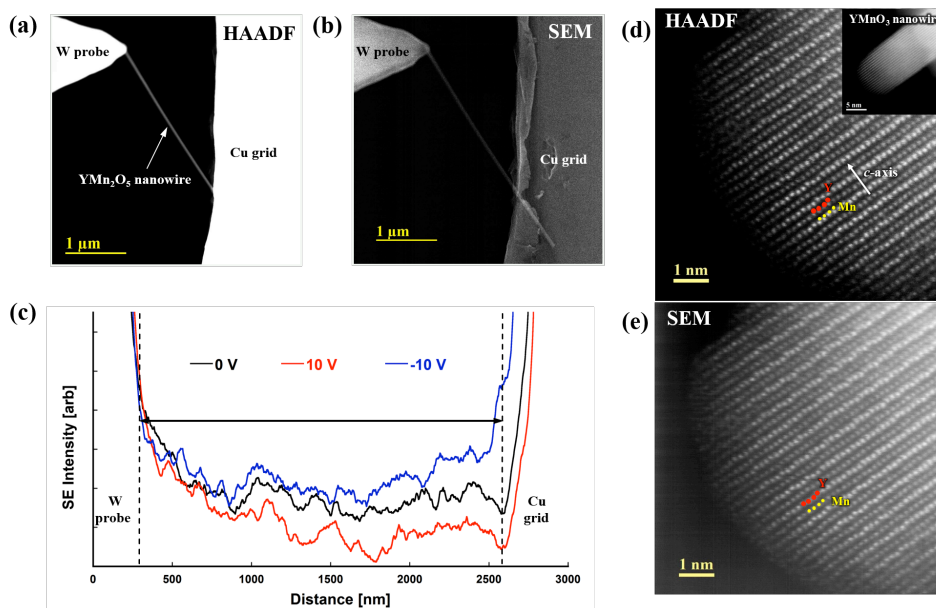 (a)
HAADF
W probe
YMn₂O₅ nanowire
Cu grid
1 µm
(b)
SEM
W probe
Cu grid
1 µm
(c)
0 V
10 V
-10 V
SE Intensity [arb]
W
probe
Cu
grid
0
500
1000
1500
2000
2500
3000
Distance [nm]
(d)
HAADF
YMnO₃ nanowire
5 nm
c-axis
Y
Mn
1 nm
(e)
SEM
Y
Mn
1 nm